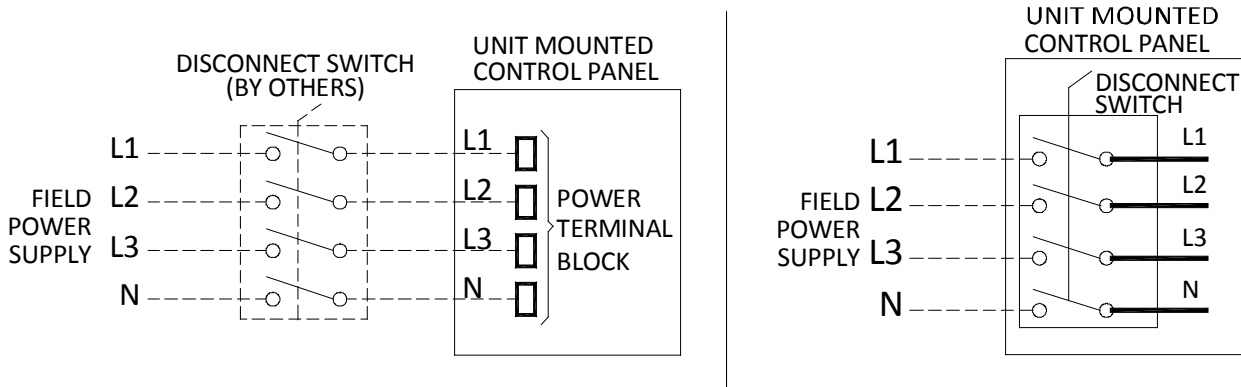 DISCONNECT SWITCH
(BY OTHERS)
UNIT MOUNTED
CONTROL PANEL
FIELD
POWER
SUPPLY
L1
L2
L3
N
L1
L2
L3
N
POWER
TERMINAL
BLOCK
UNIT MOUNTED
CONTROL PANEL
DISCONNECT
SWITCH
FIELD
POWER
SUPPLY
L1
L2
L3
N
L1
L2
L3
N